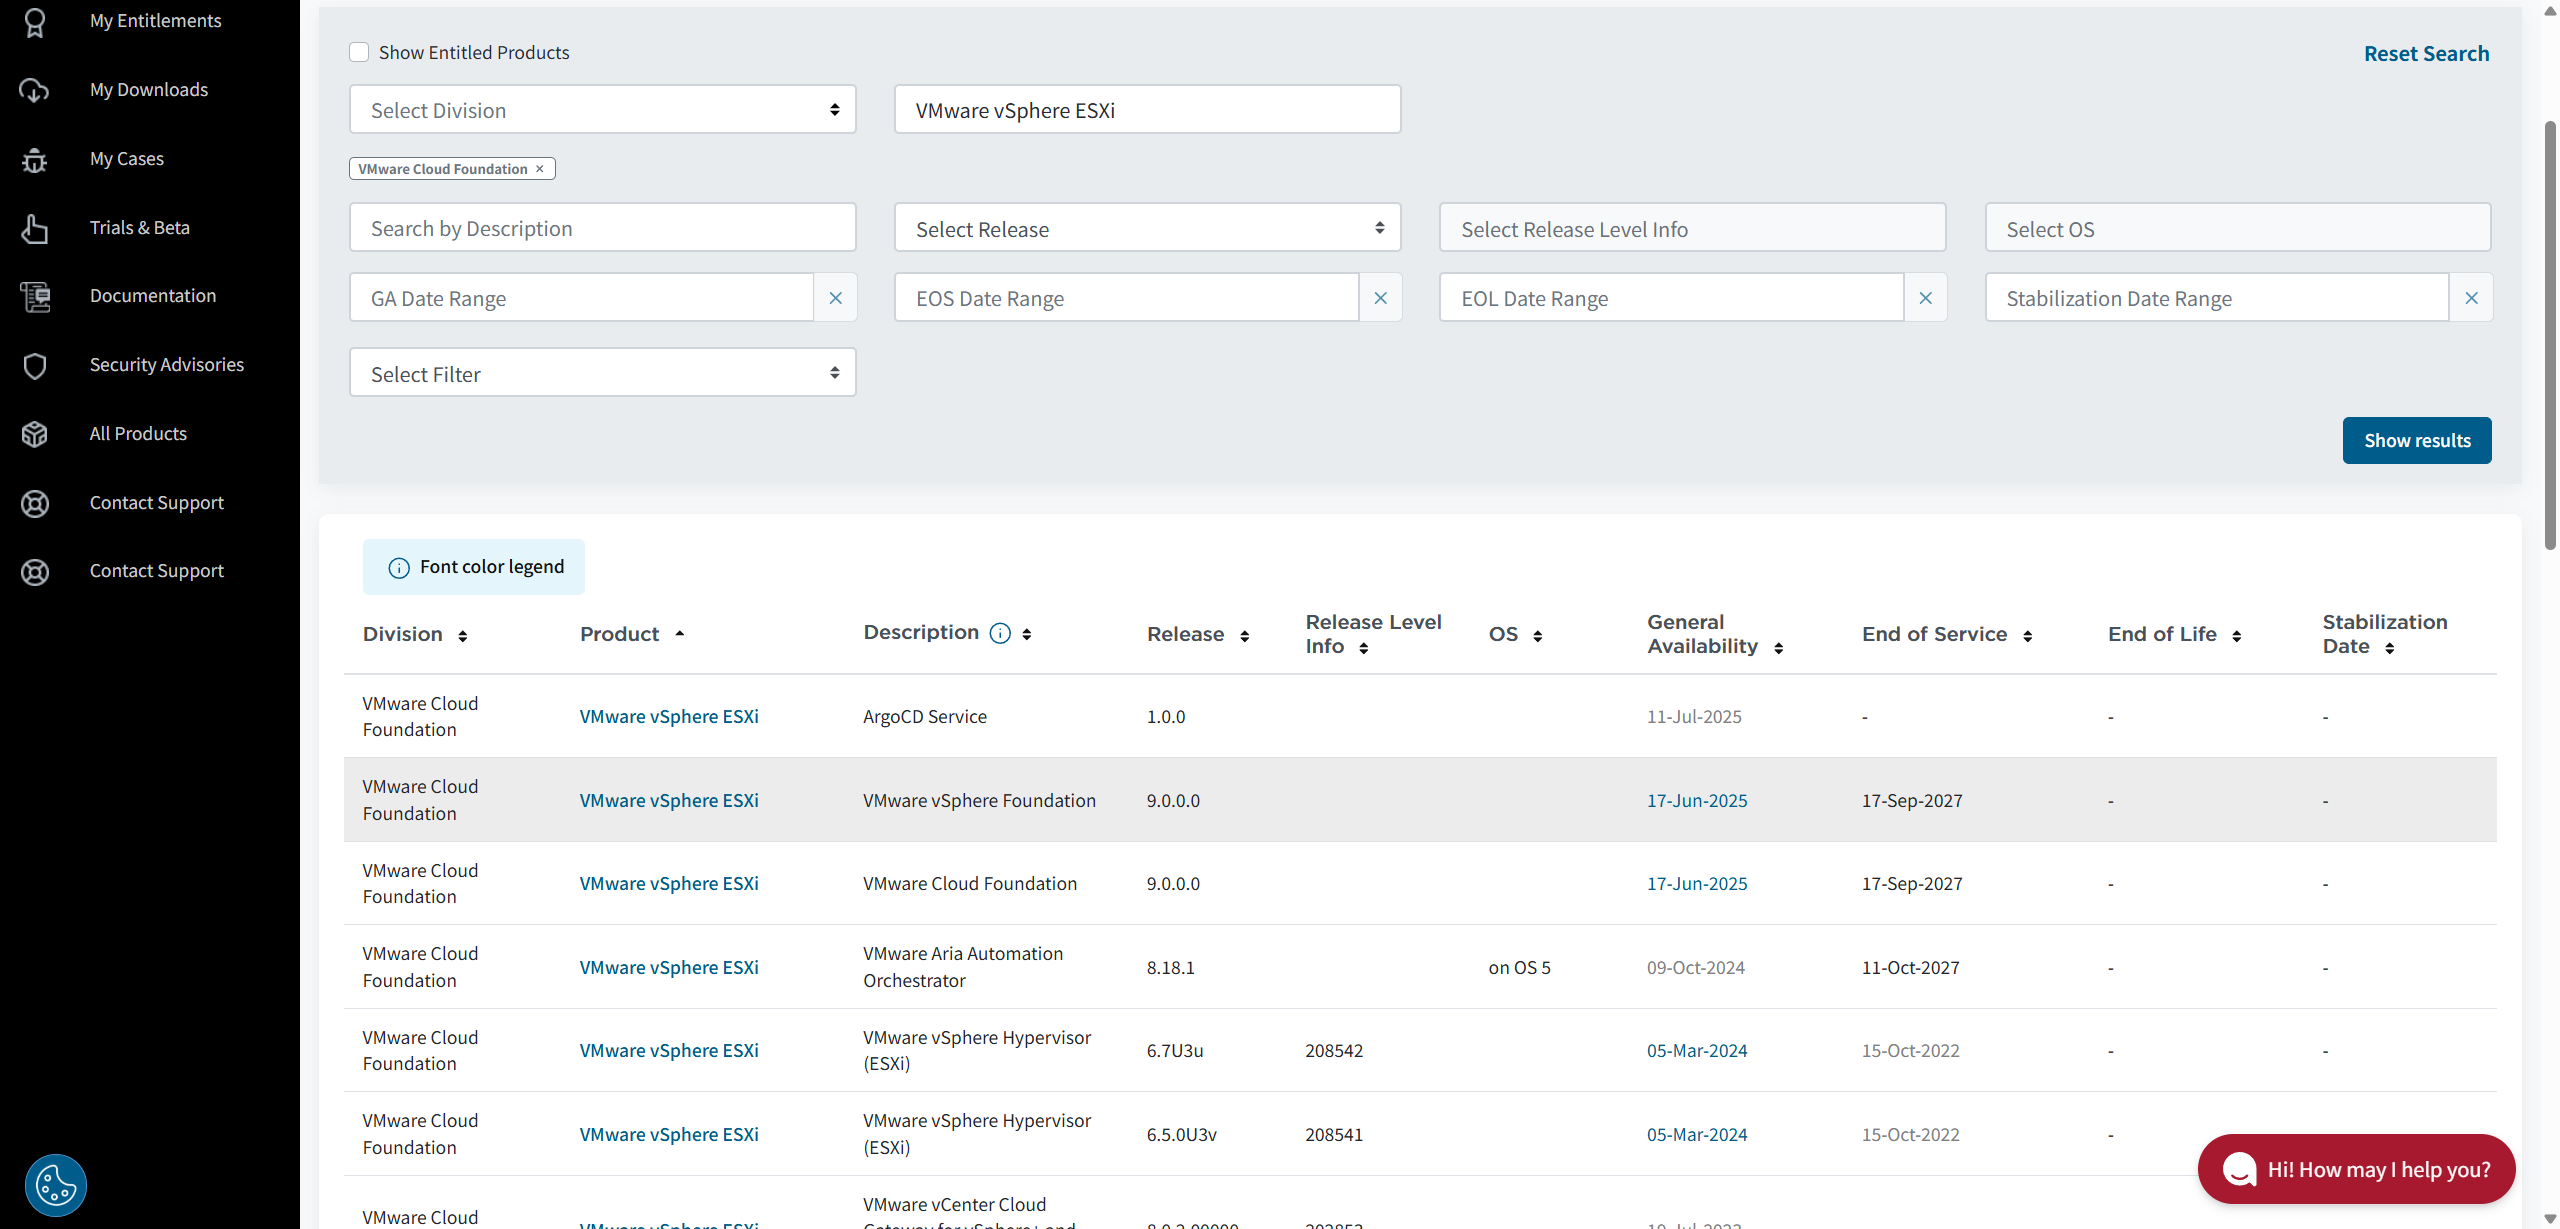 My Entitlements
My Downloads
My Cases
Trials & Beta
Documentation
Security Advisories
All Products
Contact Support
Contact Support
Show Entitled Products
Reset Search
Select Division
VMware vSphere ESXi
VMware Cloud Foundation ×
Search by Description
Select Release
Select Release Level Info
Select OS
GA Date Range
EOS Date Range
EOL Date Range
Stabilization Date Range
Select Filter
Show results
Font color legend
Division Product Description Release Release Level Info OS General Availability End of Service End of Life Stabilization Date
VMware Cloud Foundation VMware vSphere ESXi ArgoCD Service 1.0.0 11-Jul-2025 - - -
VMware Cloud Foundation VMware vSphere ESXi VMware vSphere Foundation 9.0.0.0 17-Jun-2025 17-Sep-2027 - -
VMware Cloud Foundation VMware vSphere ESXi VMware Cloud Foundation 9.0.0.0 17-Jun-2025 17-Sep-2027 - -
VMware Cloud Foundation VMware vSphere ESXi VMware Aria Automation Orchestrator 8.18.1 on OS 5 09-Oct-2024 11-Oct-2027 - -
VMware Cloud Foundation VMware vSphere ESXi VMware vSphere Hypervisor (ESXi) 6.7U3u 208542 05-Mar-2024 15-Oct-2022 - -
VMware Cloud Foundation VMware vSphere ESXi VMware vSphere Hypervisor (ESXi) 6.5.0U3v 208541 05-Mar-2024 15-Oct-2022 -
VMware Cloud VMware vSphere ESXi VMware vCenter Cloud
Hi! How may I help you?